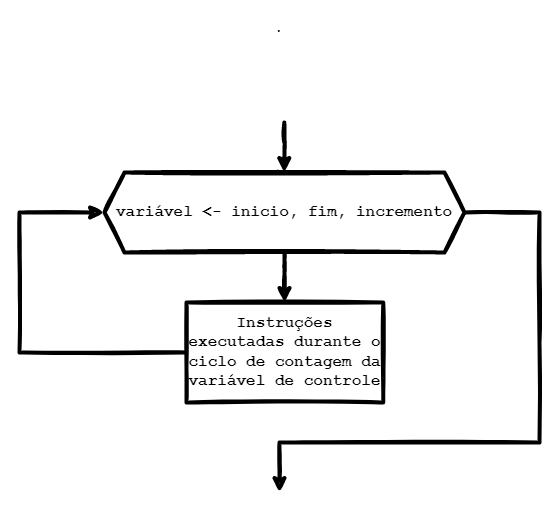 .
variável <- inicio, fim, incremento
Instruções
executadas durante o
ciclo de contagem da
variável de controle